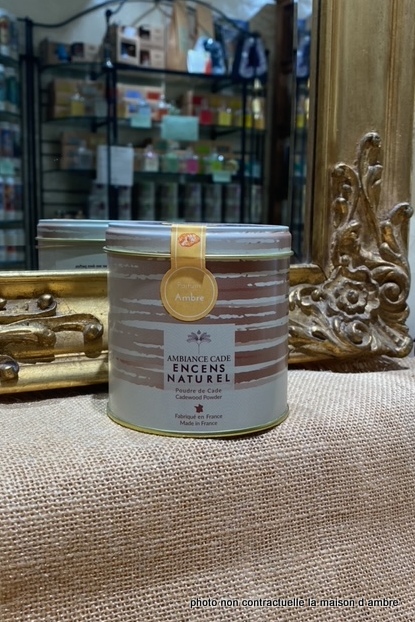 Parfum
Ambre
AMBIANCE CADE
ENCENS
NATUREL
Poudre de Cade
Cadewood Powder
Fabriqué en France
Made in France
photo non contractuelle la maison d ambre